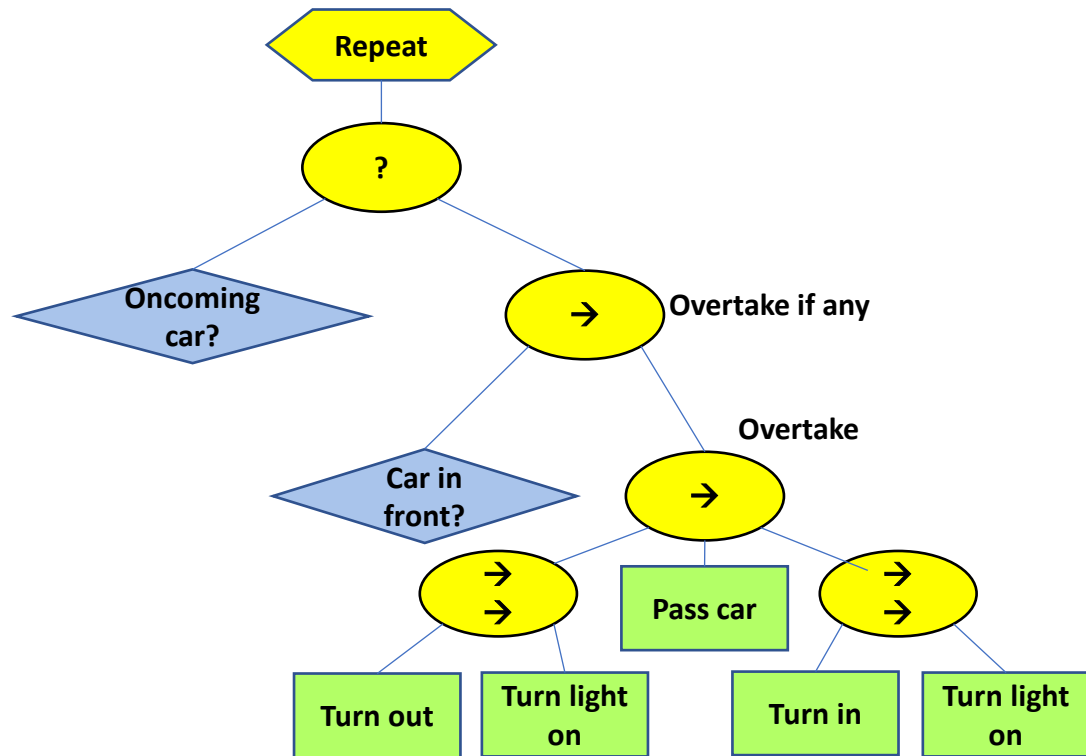 Repeat
?
Oncoming
car?
→
Overtake if any
Overtake
Car in
front?
→
→
→
Pass car
→
→
Turn out
Turn light
on
Turn in
Turn light
on